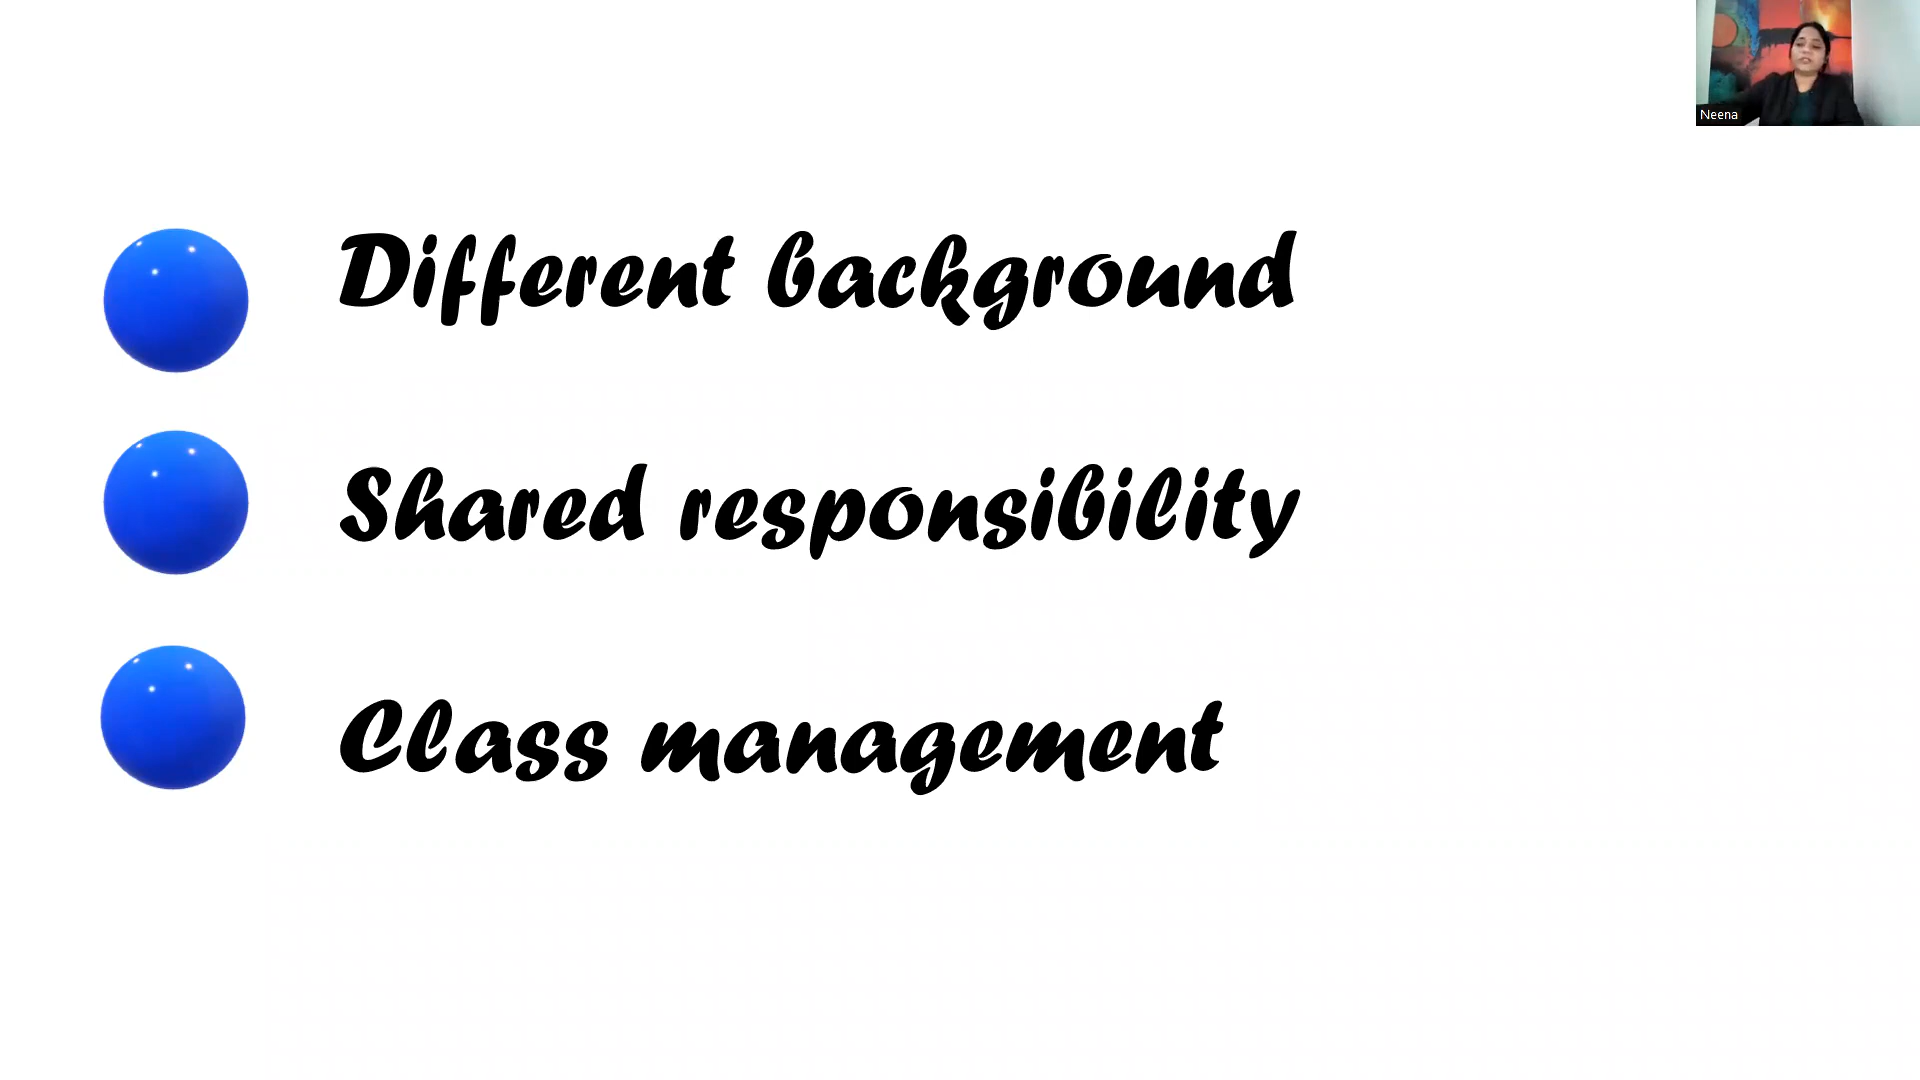 Neena
Different background
Shared responsibility
Class management